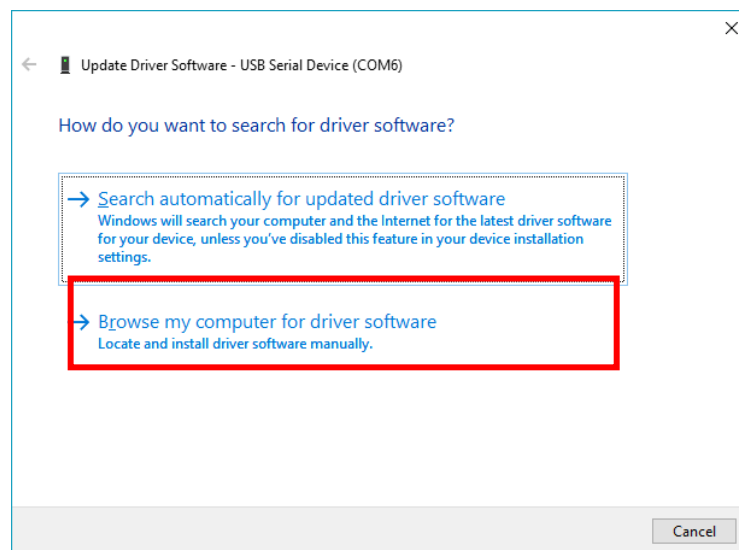 Update Driver Software - USB Serial Device (COM6)
How do you want to search for driver software?
Search automatically for updated driver software
Windows will search your computer and the Internet for the latest driver software
for your device, unless you've disabled this feature in your device installation
settings.
Browse my computer for driver software
Locate and install driver software manually.
Cancel